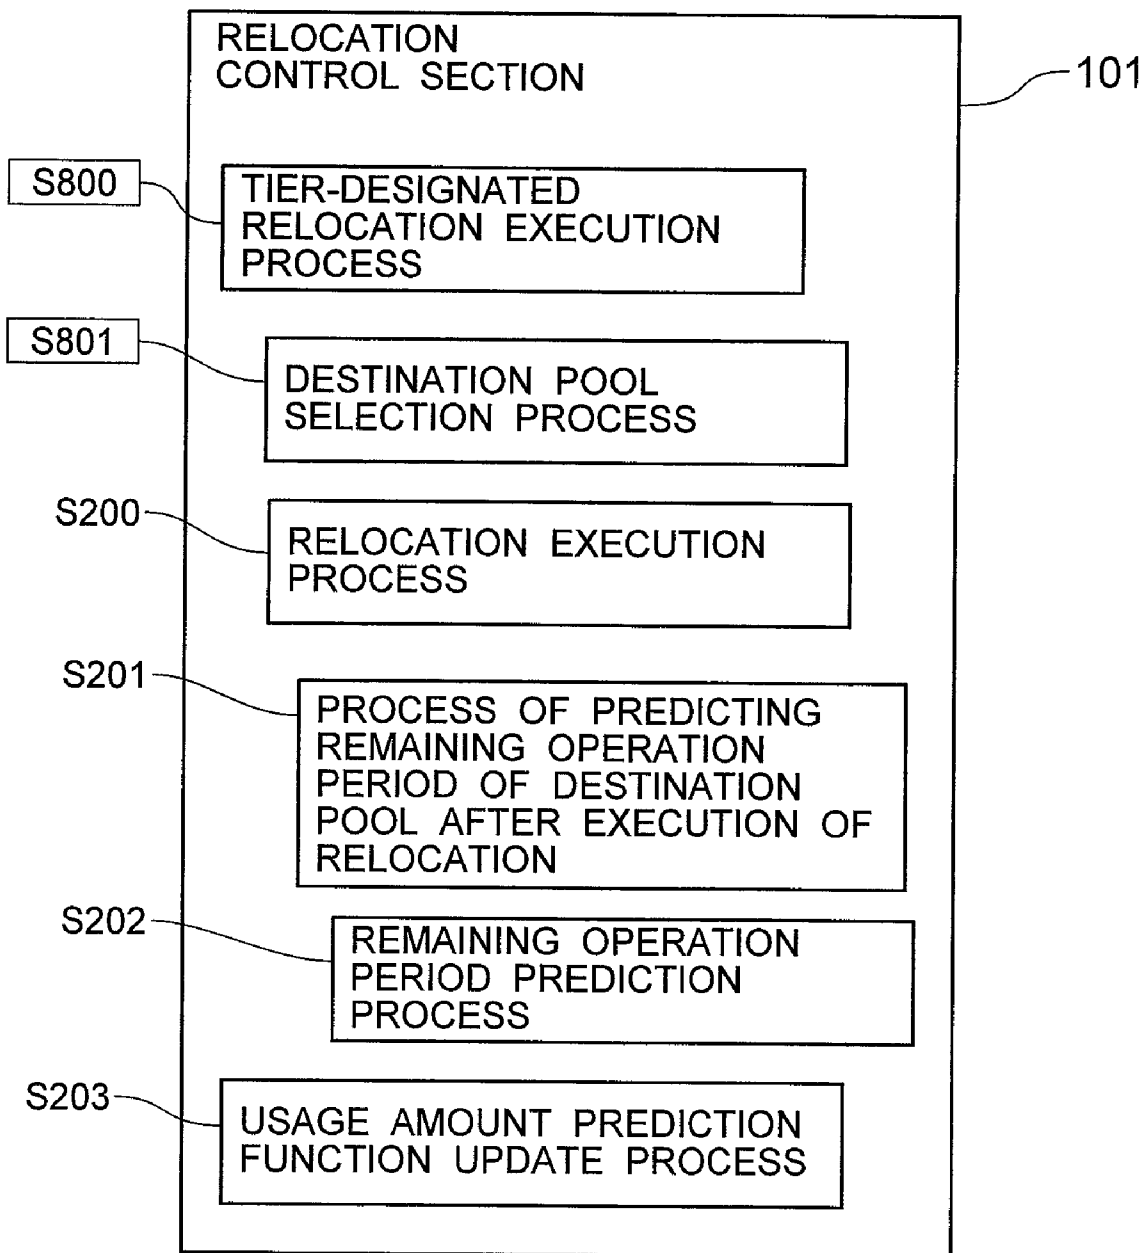 RELOCATION
CONTROL SECTION
101
S800
TIER-DESIGNATED
RELOCATION EXECUTION
PROCESS
S801
DESTINATION POOL
SELECTION PROCESS
S200
RELOCATION EXECUTION
PROCESS
S201
PROCESS OF PREDICTING
REMAINING OPERATION
PERIOD OF DESTINATION
POOL AFTER EXECUTION OF
RELOCATION
S202
REMAINING OPERATION
PERIOD PREDICTION
PROCESS
S203
USAGE AMOUNT PREDICTION
FUNCTION UPDATE PROCESS